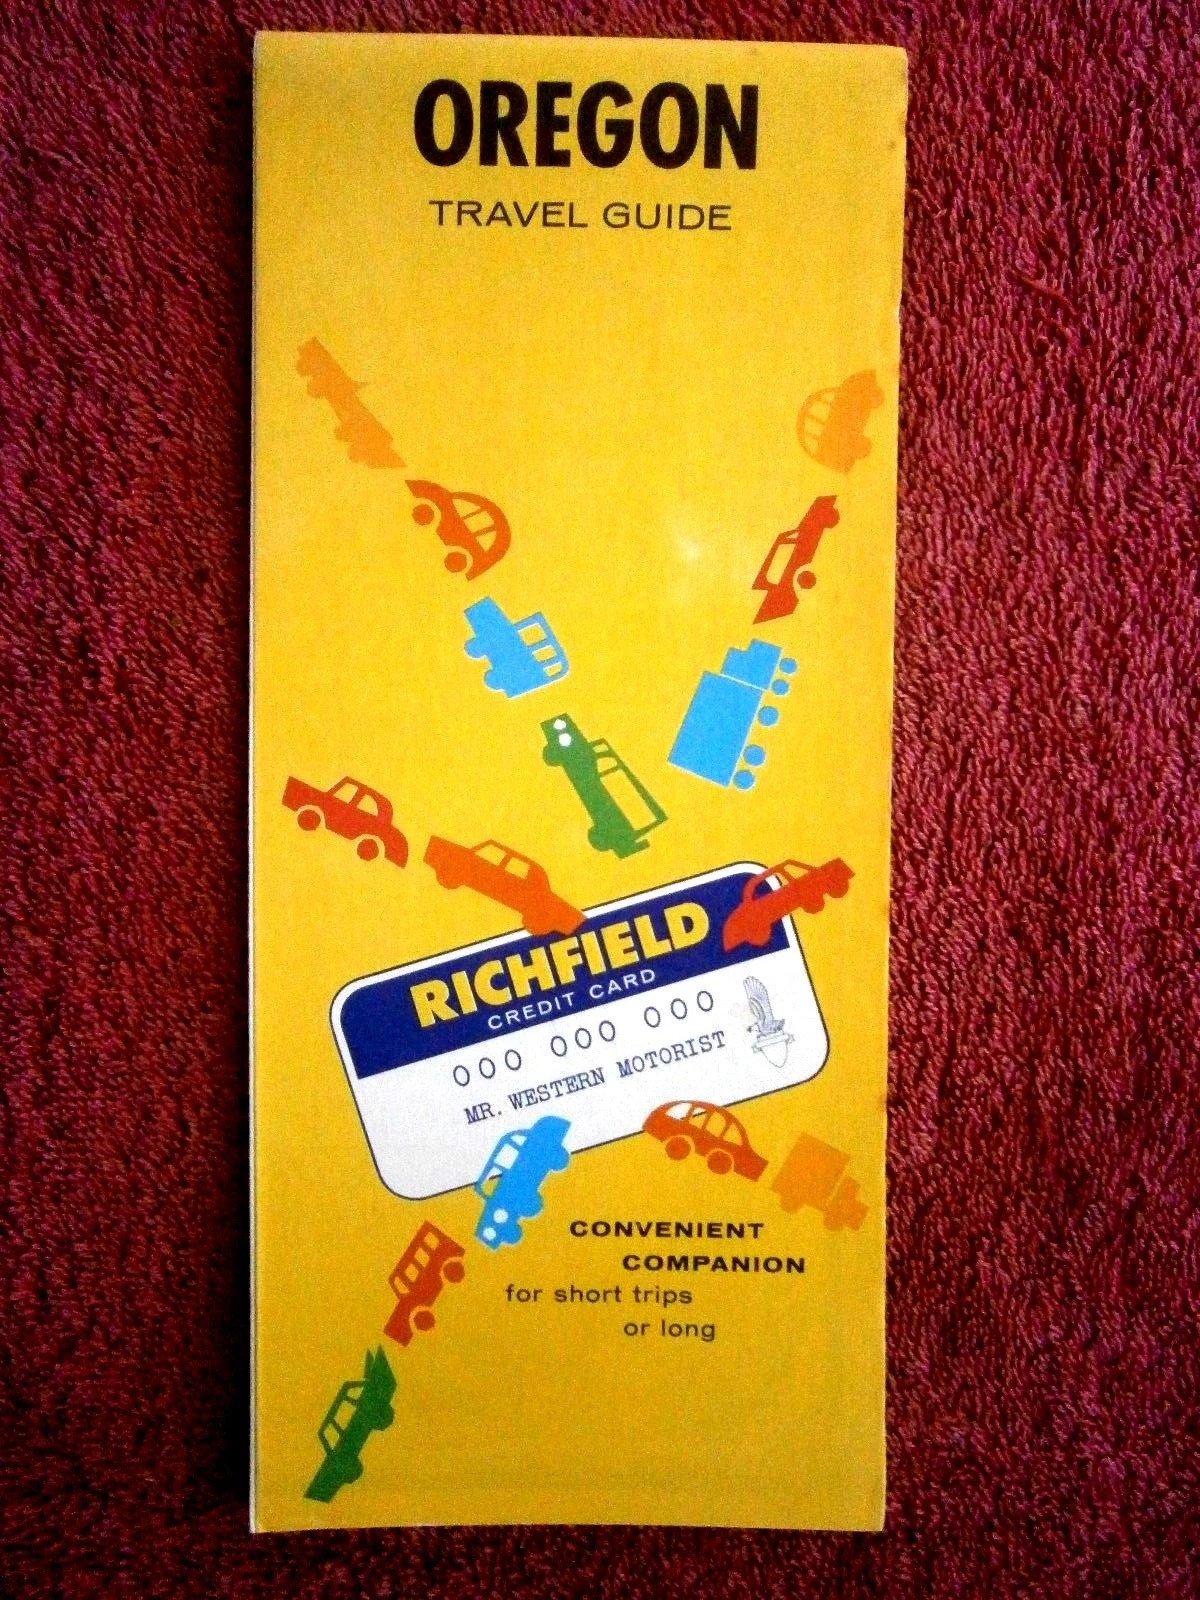 OREGON
TRAVEL GUIDE
RICHFIELD
CREDIT CARD
000 000 000
MR. WESTERN MOTORIST
CONVENIENT
COMPANION
for short trips
or long